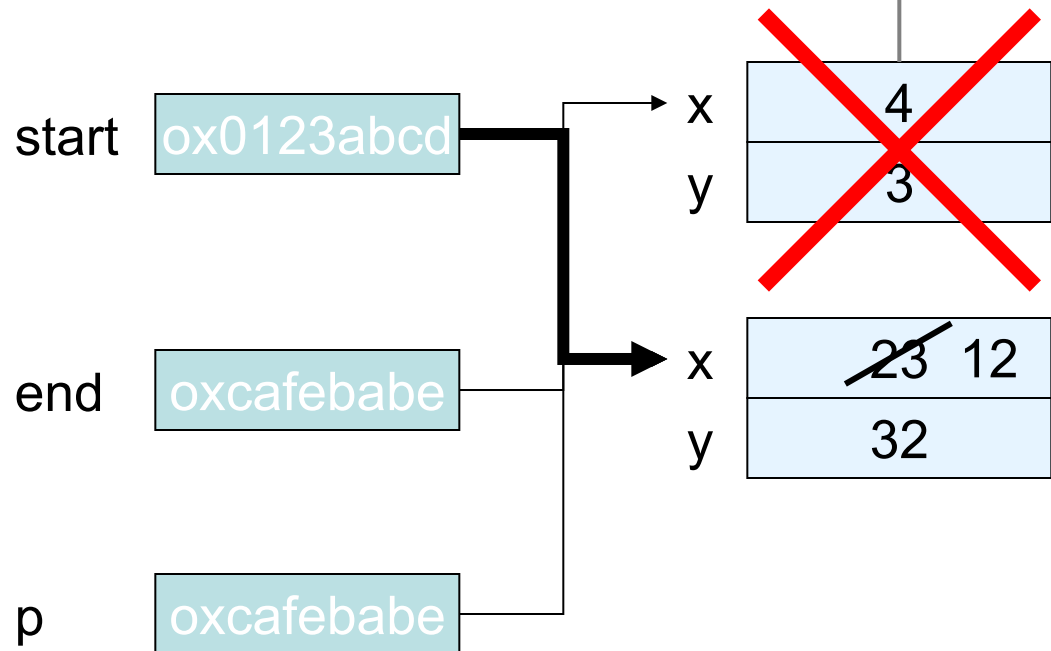 start
ox0123abcd
x
4
y
3
end
oxcafebabe
x
23 12
y
32
p
oxcafebabe